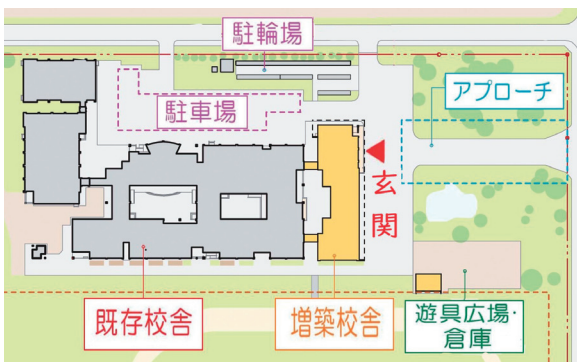 駐輪場
駐車場
アプローチ
玄関
既存校舎
増築校舎
遊具広場・
倉庫